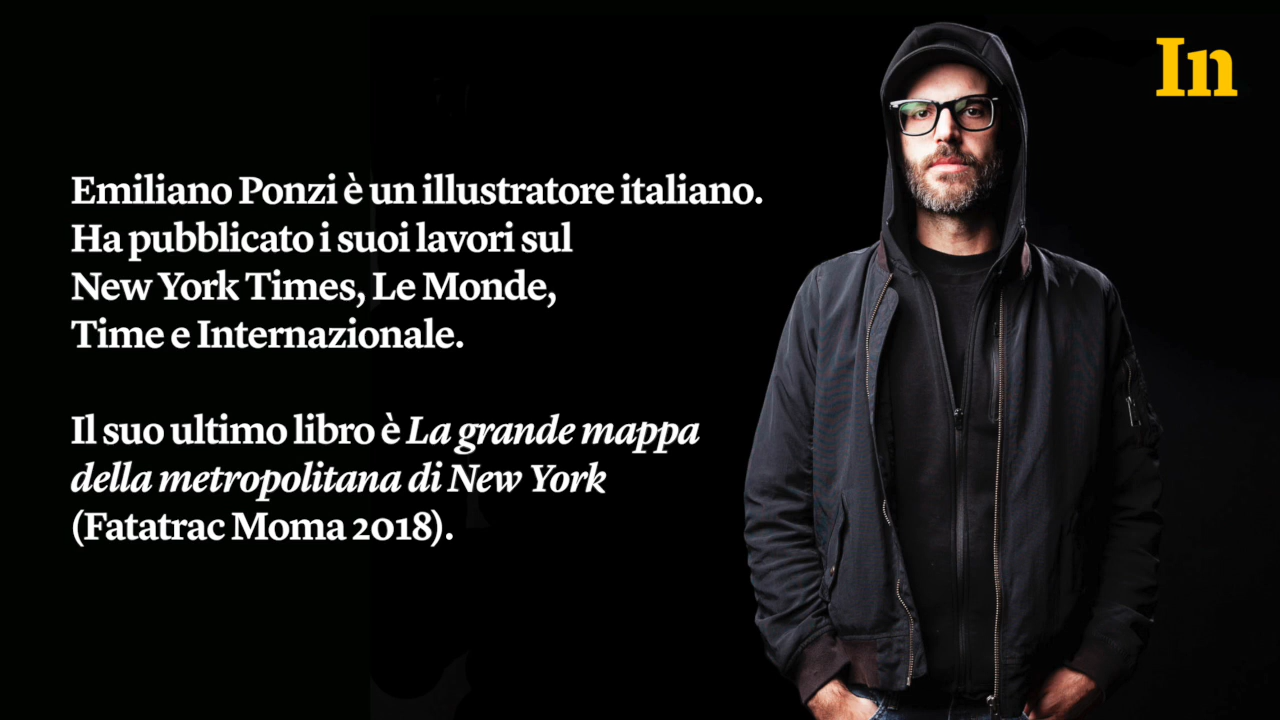 In
Emiliano Ponzi è un illustratore italiano.
Ha pubblicato i suoi lavori sul
New York Times, Le Monde,
Time e Internazionale.
Il suo ultimo libro è La grande mappa
della metropolitana di New York
(Fatatrac Moma 2018).